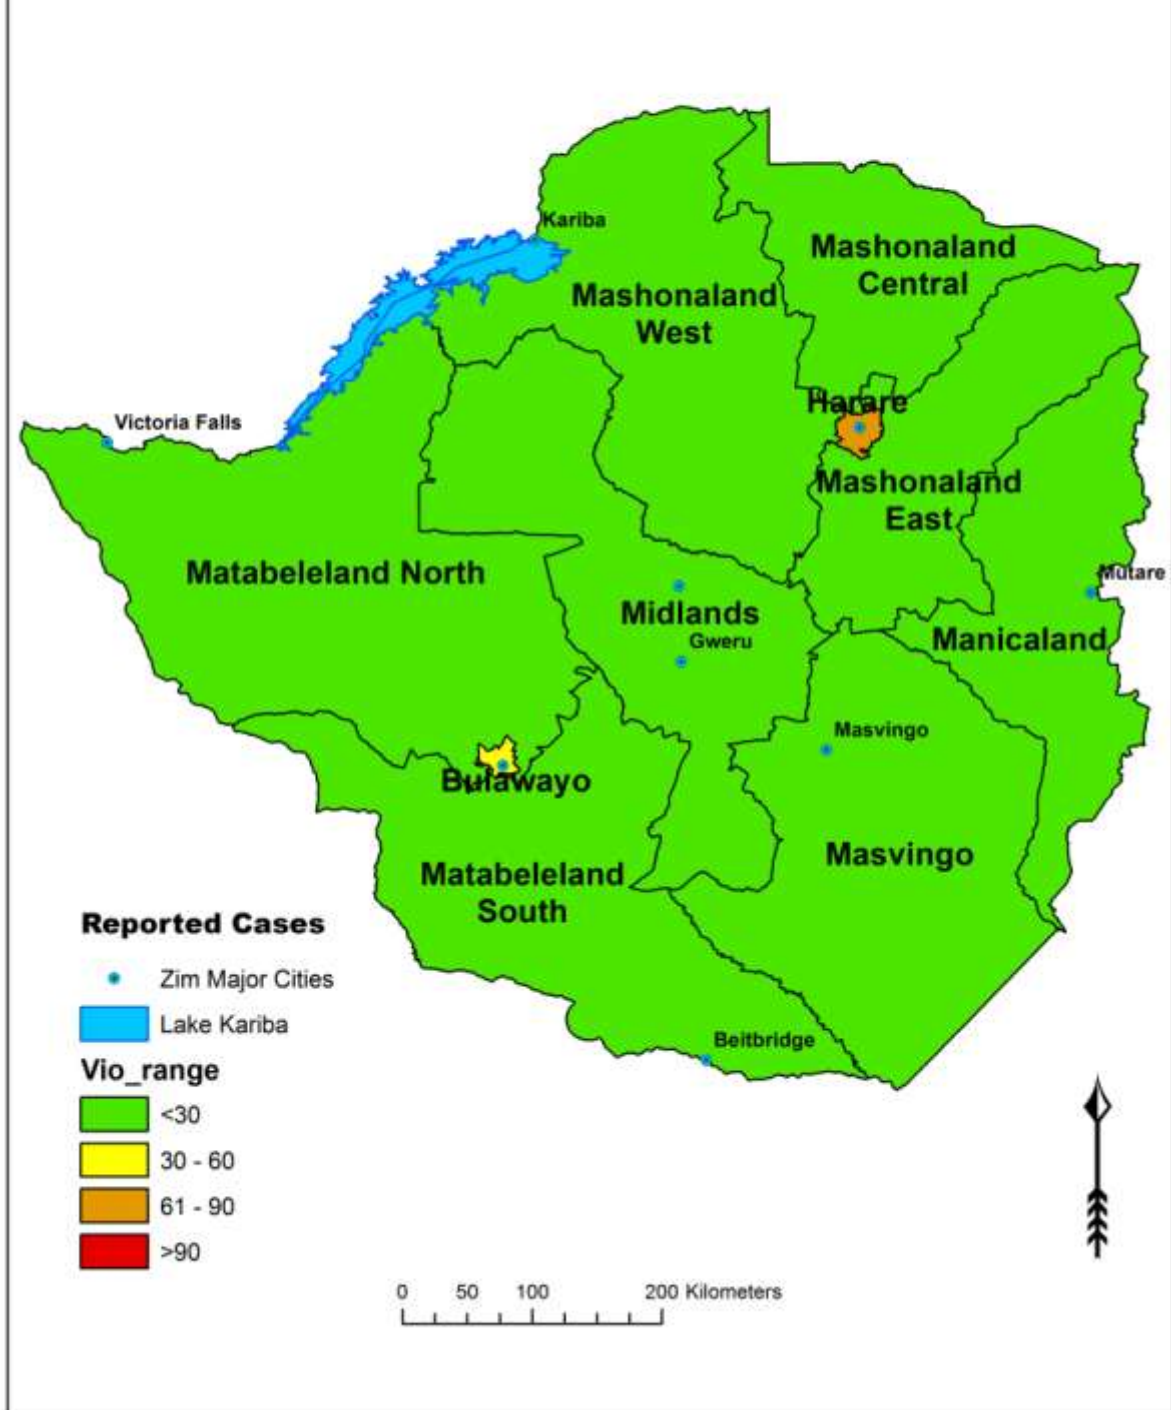 Kariba
Mashonaland
Central
Mashonaland
West
Harare
Victoria Falls
Mashonaland
East
Matabeleland North
Mutare
Midlands
Gweru
Manicaland
Masvingo
Bulawayo
Masvingo
Matabeleland
South
Reported Cases
Zim Major Cities
Lake Kariba
Beitbridge
Vio_range
<30
30 - 60
61 - 90
>90
0 50 100 200 Kilometers